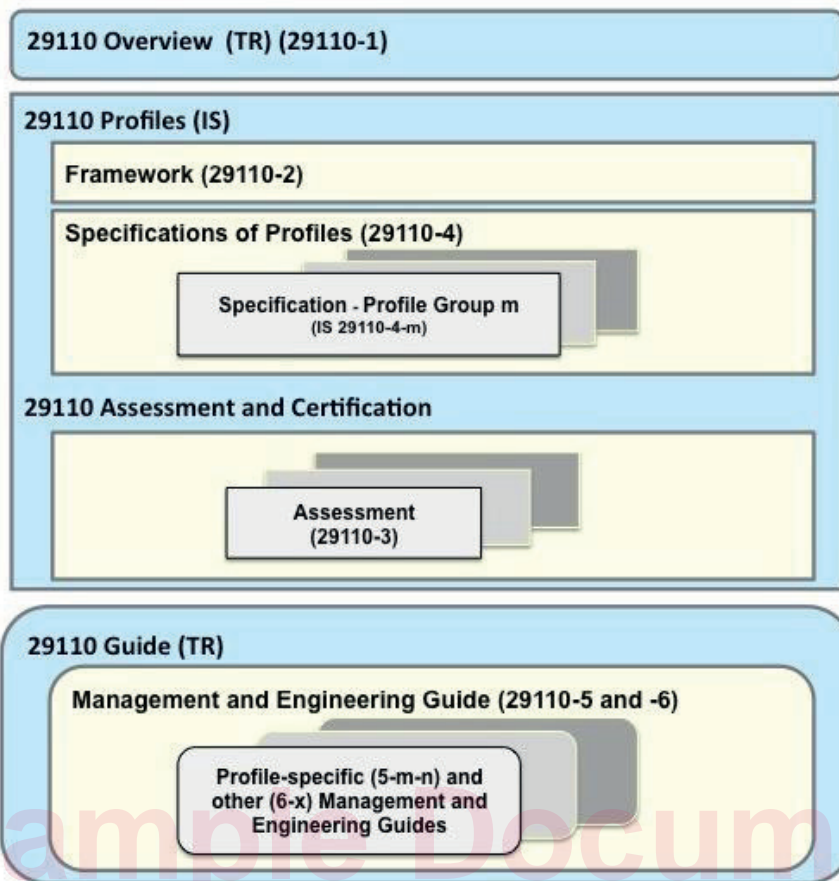 29110 Overview (TR) (29110-1)
29110 Profiles (IS)
Framework (29110-2)
Specifications of Profiles (29110-4)
Specification - Profile Group m
(IS 29110-4-m)
29110 Assessment and Certification
Assessment
(29110-3)
29110 Guide (TR)
Management and Engineering Guide (29110-5 and -6)
Profile-specific (5-m-n) and
other (6-x) Management and
Engineering Guides
ample Docum